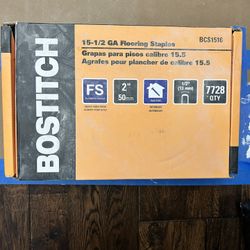 BOSTITCH
15-1/2 GA Flooring Staples
BCS1516
Grapas para pisos calibre 15.5
Agrafes pour plancher de calibre 15.5
FS
2"
50mm
1/2"
(13 mm)
7728
QTY